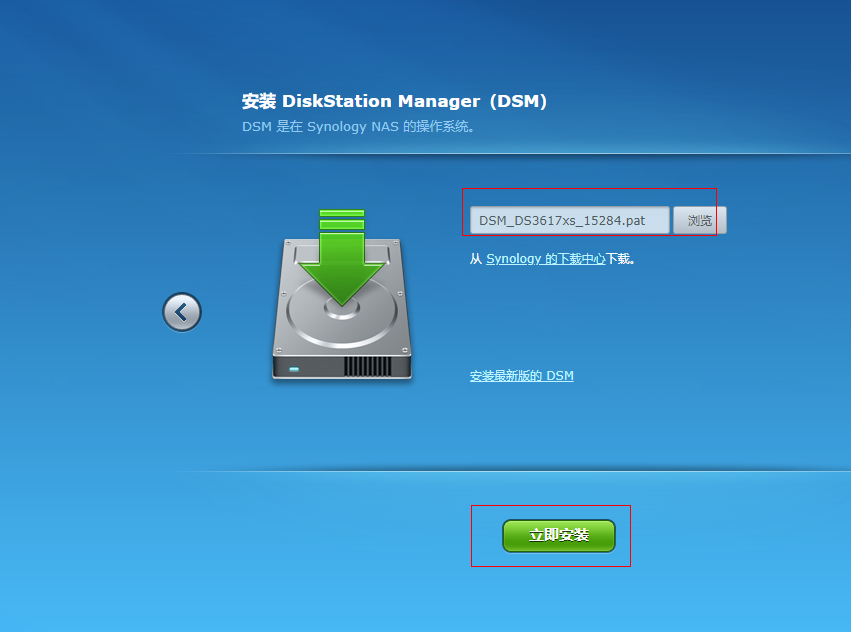 安装 DiskStation Manager（DSM）
DSM 是在 Synology NAS 的操作系统。
DSM_DS3617xs_15284.pat 浏览
从 Synology 的下载中心下载。
安装最新版的 DSM
立即安装